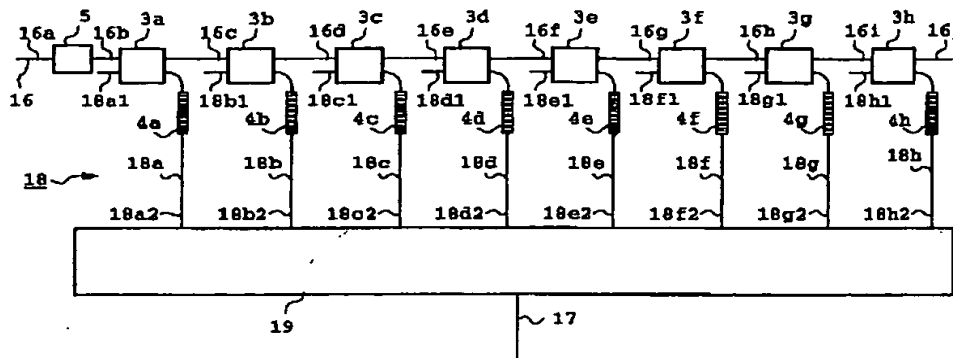 5 3a 3b 3c 3d 3e 3f 3g 3h
16a 16b 16c 16d 16e 16f 16g 16h 16i 16j
16 18a1 18b1 18c1 18d1 18e1 18f1 18g1 18h1
4a 4b 4c 4d 4e 4f 4g 4h
18 18a 18b 18c 18d 18e 18f 18g 18h
18a2 18b2 18c2 18d2 18e2 18f2 18g2 18h2
19 17